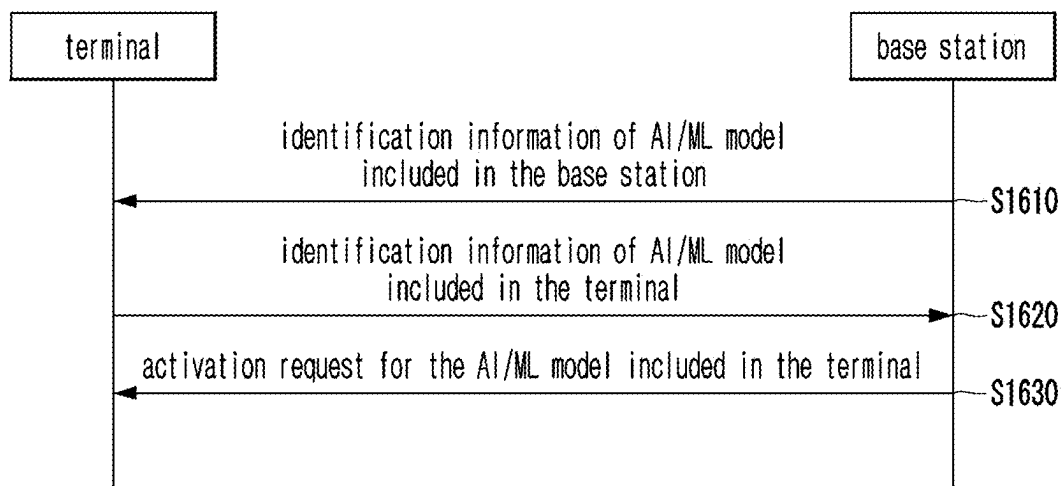 terminal
base station
identification information of AI/ML model
included in the base station
S1610
identification information of AI/ML model
included in the terminal
S1620
activation request for the AI/ML model included in the terminal
S1630